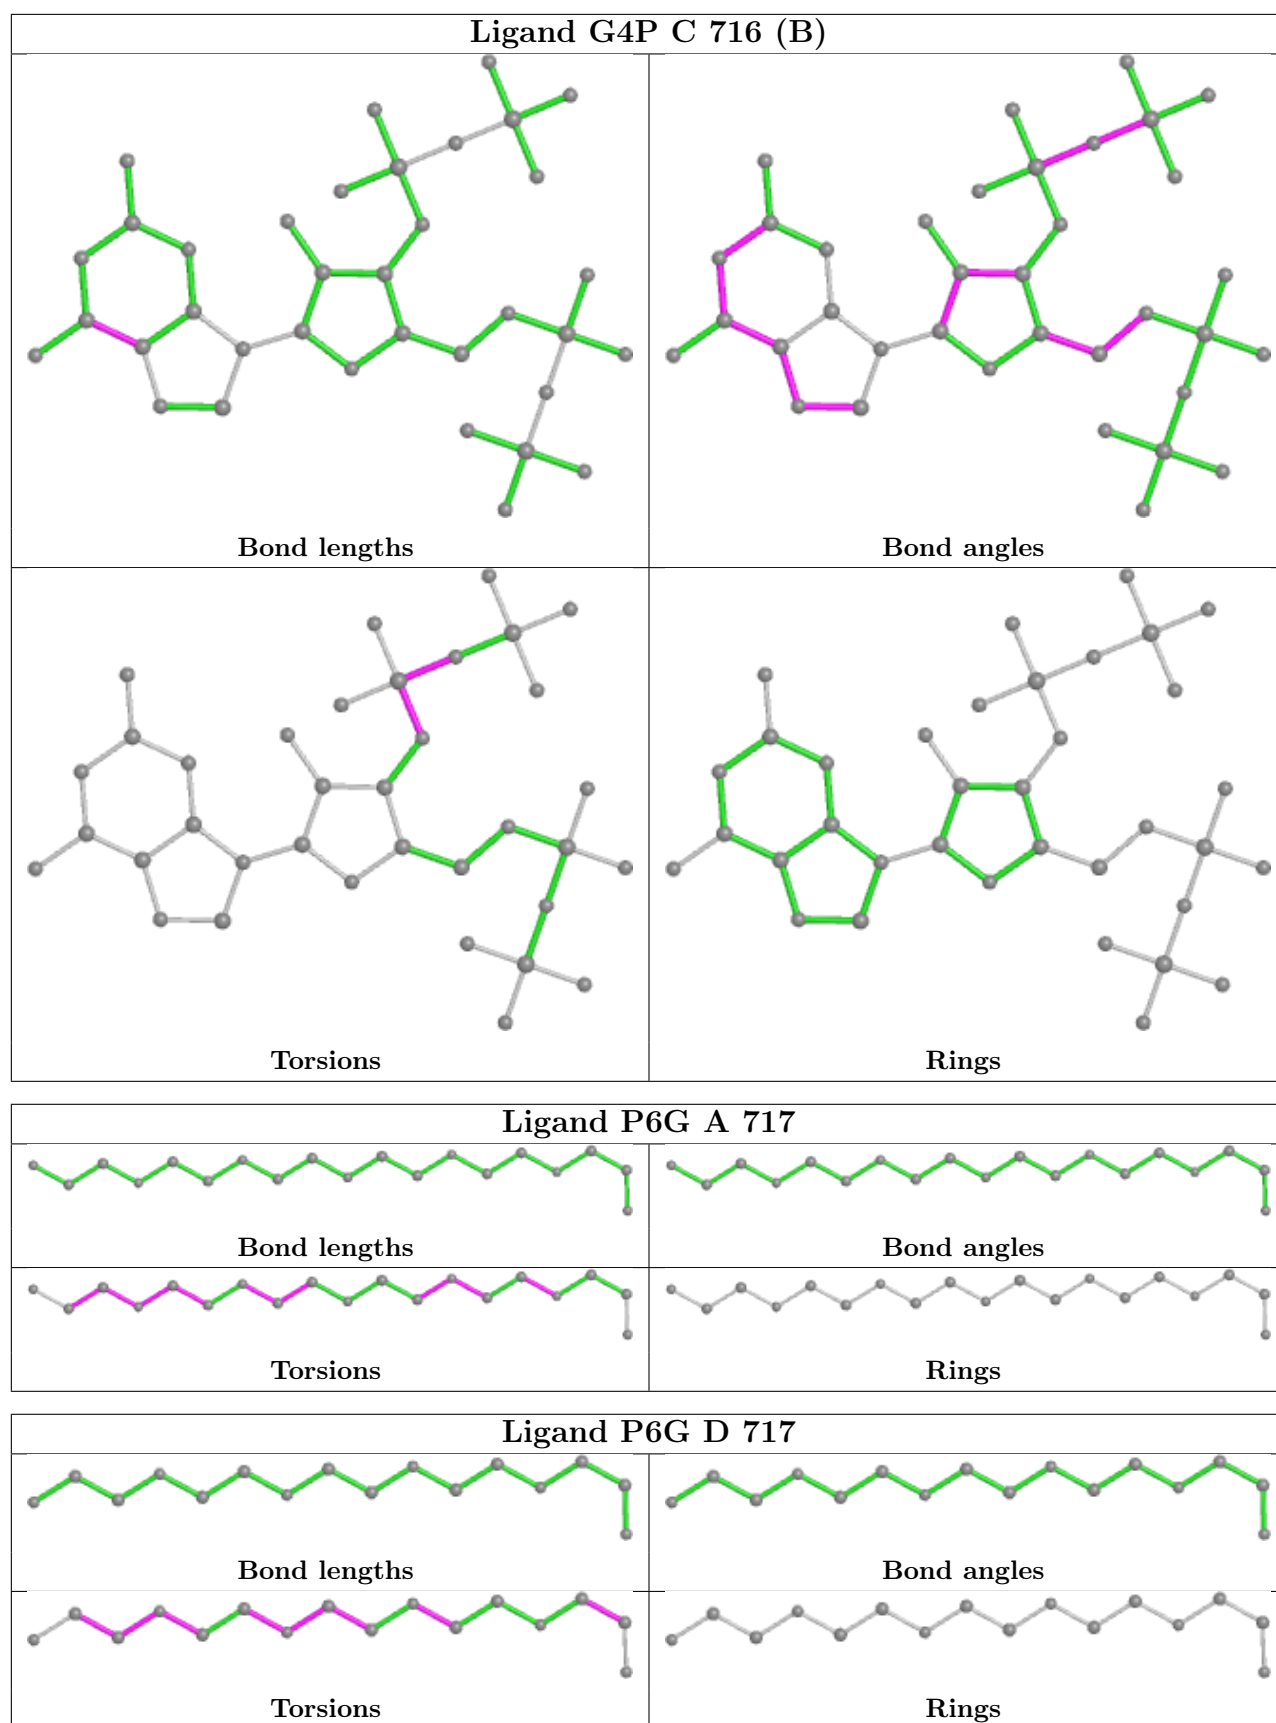 Ligand G4P C 716 (B)
Bond lengths
Bond angles
Torsions
Rings
Ligand P6G A 717
Bond lengths
Bond angles
Torsions
Rings
Ligand P6G D 717
Bond lengths
Bond angles
Torsions
Rings